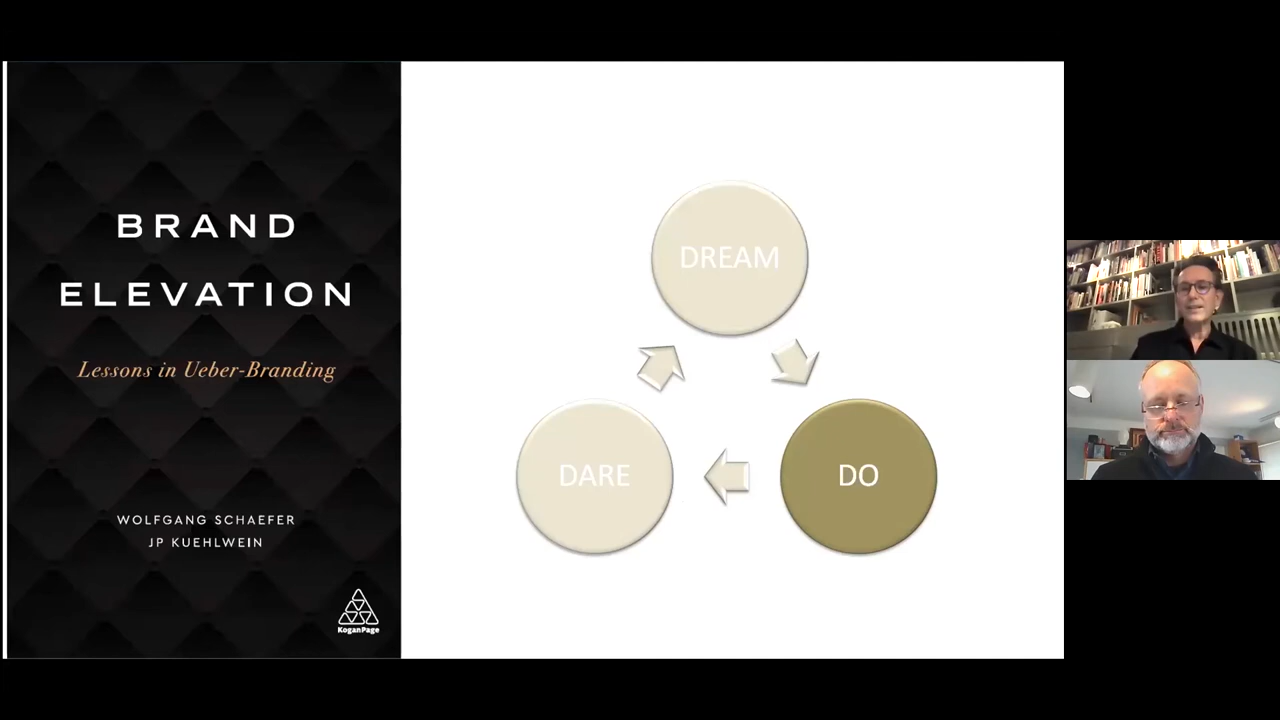 BRAND
ELEVATION
Lessons in Ueber-Branding
WOLFGANG SCHAEFER
JP KUEHLWEIN
KoganPage
DREAM
DARE
DO